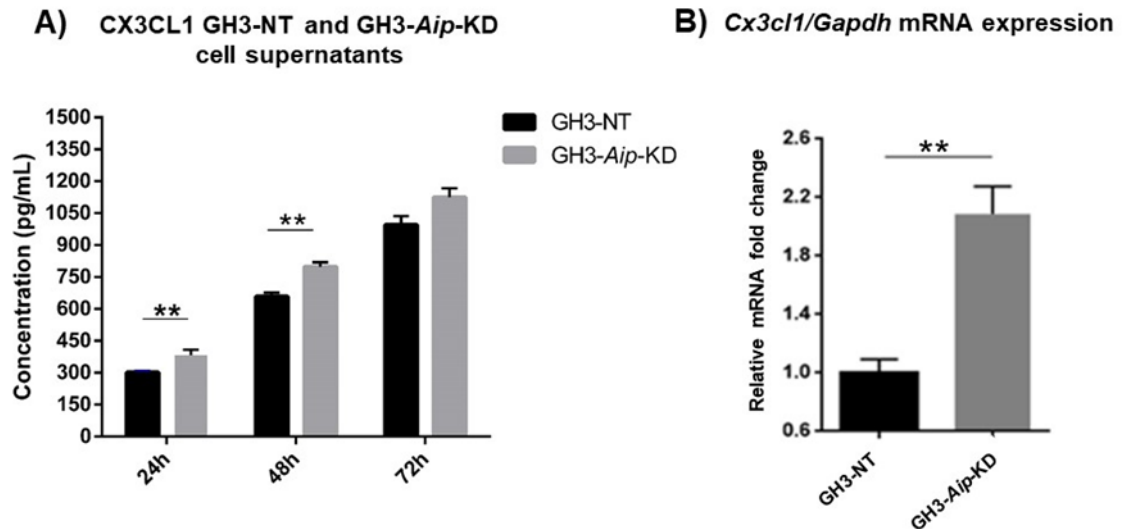 A) CX3CL1 GH3-NT and GH3-Aip-KD
cell supernatants
Concentration (pg/mL)
1500
1350
1200
1050
900
750
600
450
300
150
0
**
**
24h
48h
72h
GH3-NT
GH3-Aip-KD
B) Cx3cl1/Gapdh mRNA expression
Relative mRNA fold change
2.6
2.2
1.8
1.4
1.0
0.6
**
GH3-NT
GH3-Aip-KD